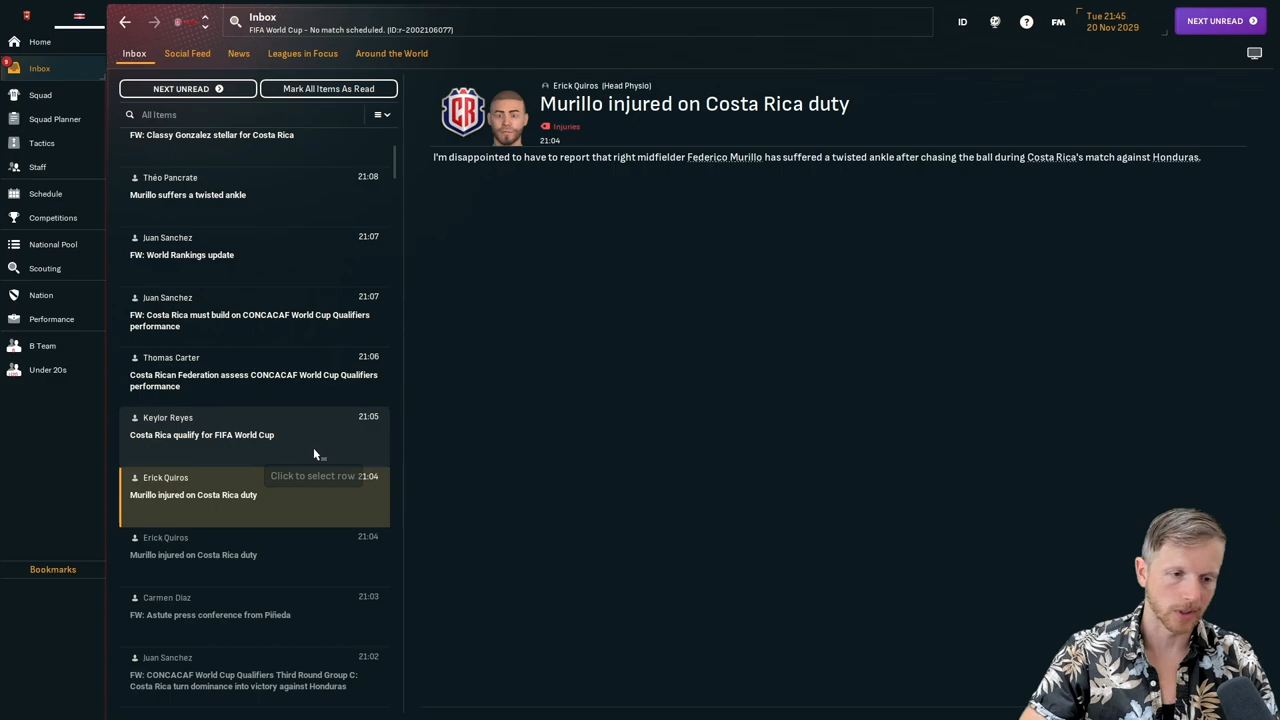 Inbox
FIFA World Cup - No match scheduled. (ID:r-2002106077)
ID
FM
Tue 21:45
20 Nov 2029
NEXT UNREAD
Home
Inbox
Squad
Squad Planner
Tactics
Staff
Schedule
Competitions
National Pool
Scouting
Nation
Performance
B Team
Under 20s
Bookmarks
Inbox
Social Feed
News
Leagues in Focus
Around the World
NEXT UNREAD
Mark All Items As Read
All Items
FW: Classy Gonzalez stellar for Costa Rica
Théo Pancrate
21:08
Murillo suffers a twisted ankle
Juan Sanchez
21:07
FW: World Rankings update
Juan Sanchez
21:07
FW: Costa Rica must build on CONCACAF World Cup Qualifiers
performance
Thomas Carter
21:06
Costa Rican Federation assess CONCACAF World Cup Qualifiers
performance
Keylor Reyes
21:05
Costa Rica qualify for FIFA World Cup
Click to select row
Erick Quiros
21:04
Murillo injured on Costa Rica duty
Erick Quiros
21:04
Murillo injured on Costa Rica duty
Carmen Diaz
21:03
FW: Astute press conference from Piñeda
Juan Sanchez
21:02
FW: CONCACAF World Cup Qualifiers Third Round Group C:
Costa Rica turn dominance into victory against Honduras
CR
Erick Quiros (Head Physio)
Murillo injured on Costa Rica duty
Injuries
21:04
I'm disappointed to have to report that right midfielder Federico Murillo has suffered a twisted ankle after chasing the ball during Costa Rica's match against Honduras.